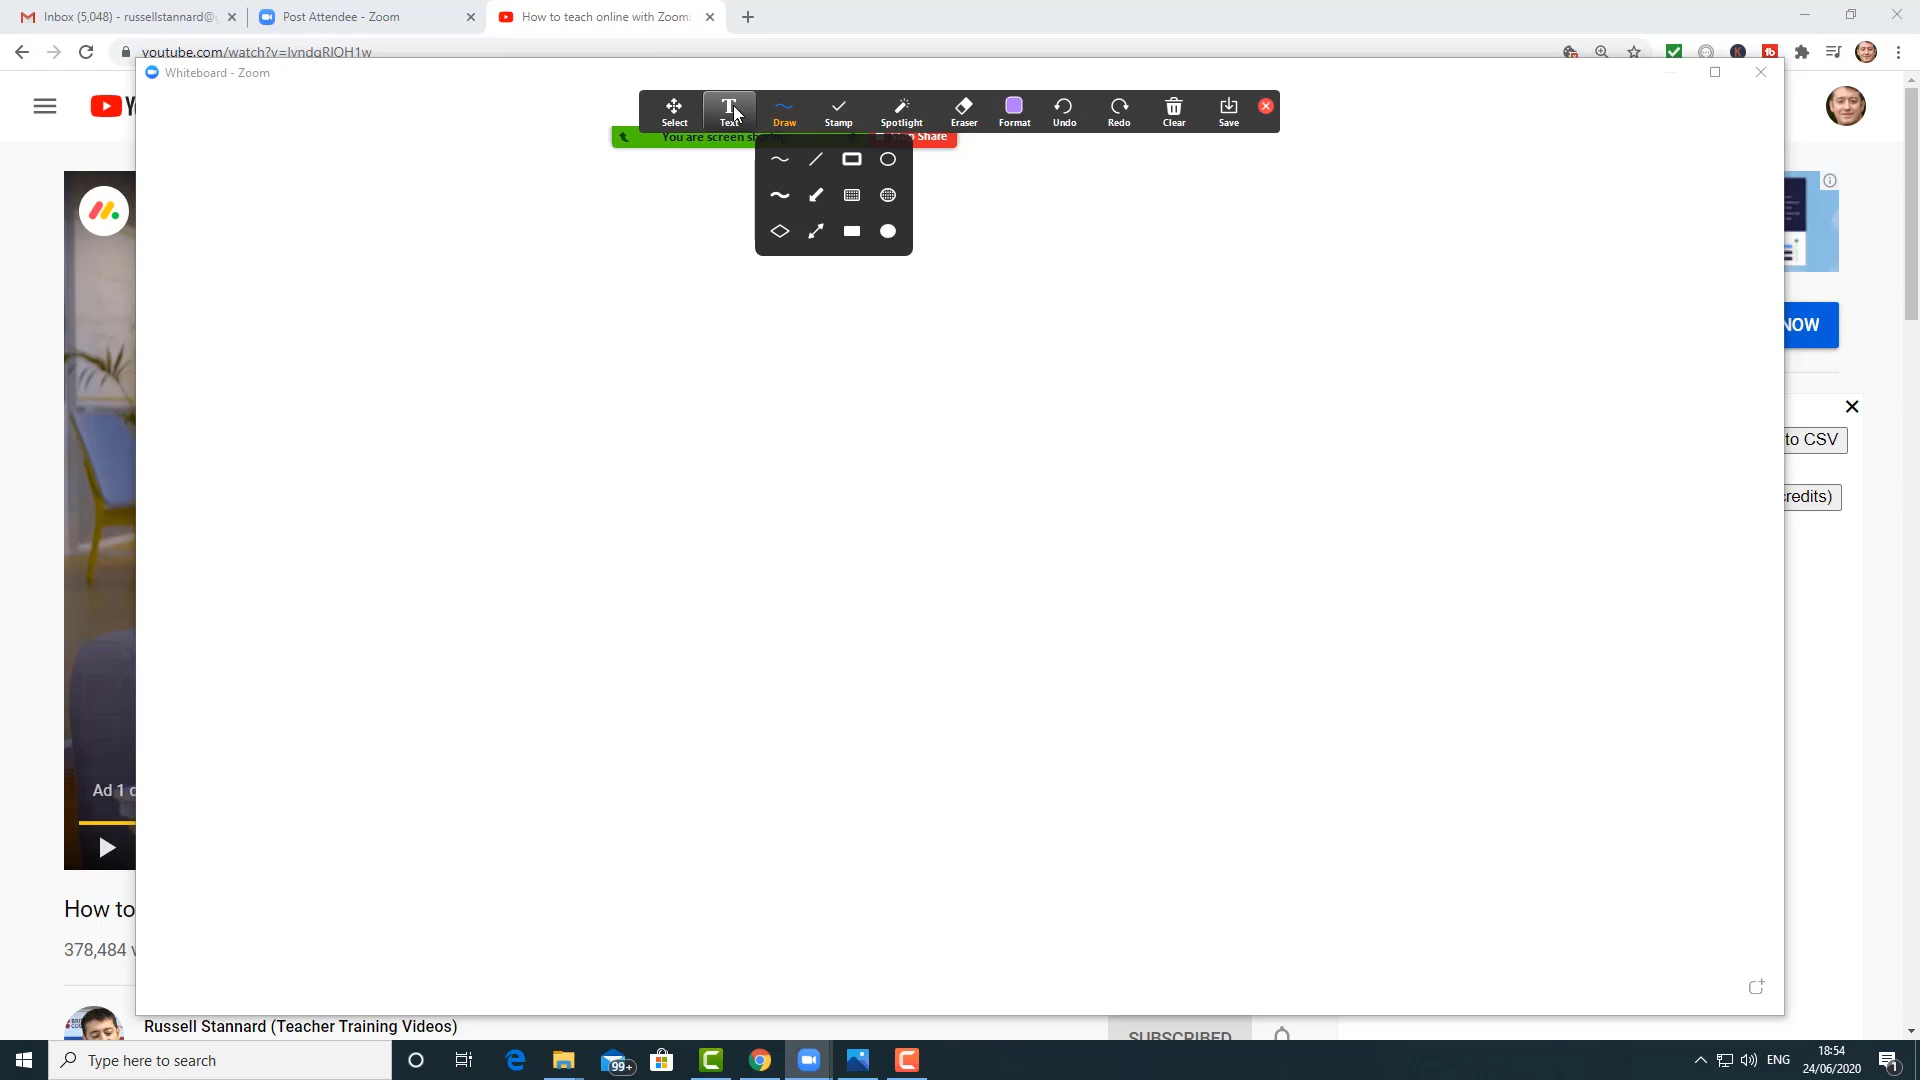 Inbox (5,048) - russellstannard@
Post Attendee - Zoom
How to teach online with Zoom:
youtube.com/watch?v=IyndqRIOH1w
Whiteboard - Zoom
Select
Text
Draw
Stamp
Spotlight
Eraser
Format
Undo
Redo
Clear
Save
You are screen
Share
NOW
to CSV
credits)
Ad 1
How to
378,484
Russell Stannard (Teacher Training Videos)
SUBSCRIBED
Type here to search
99+
ENG
18:54
24/06/2020
1